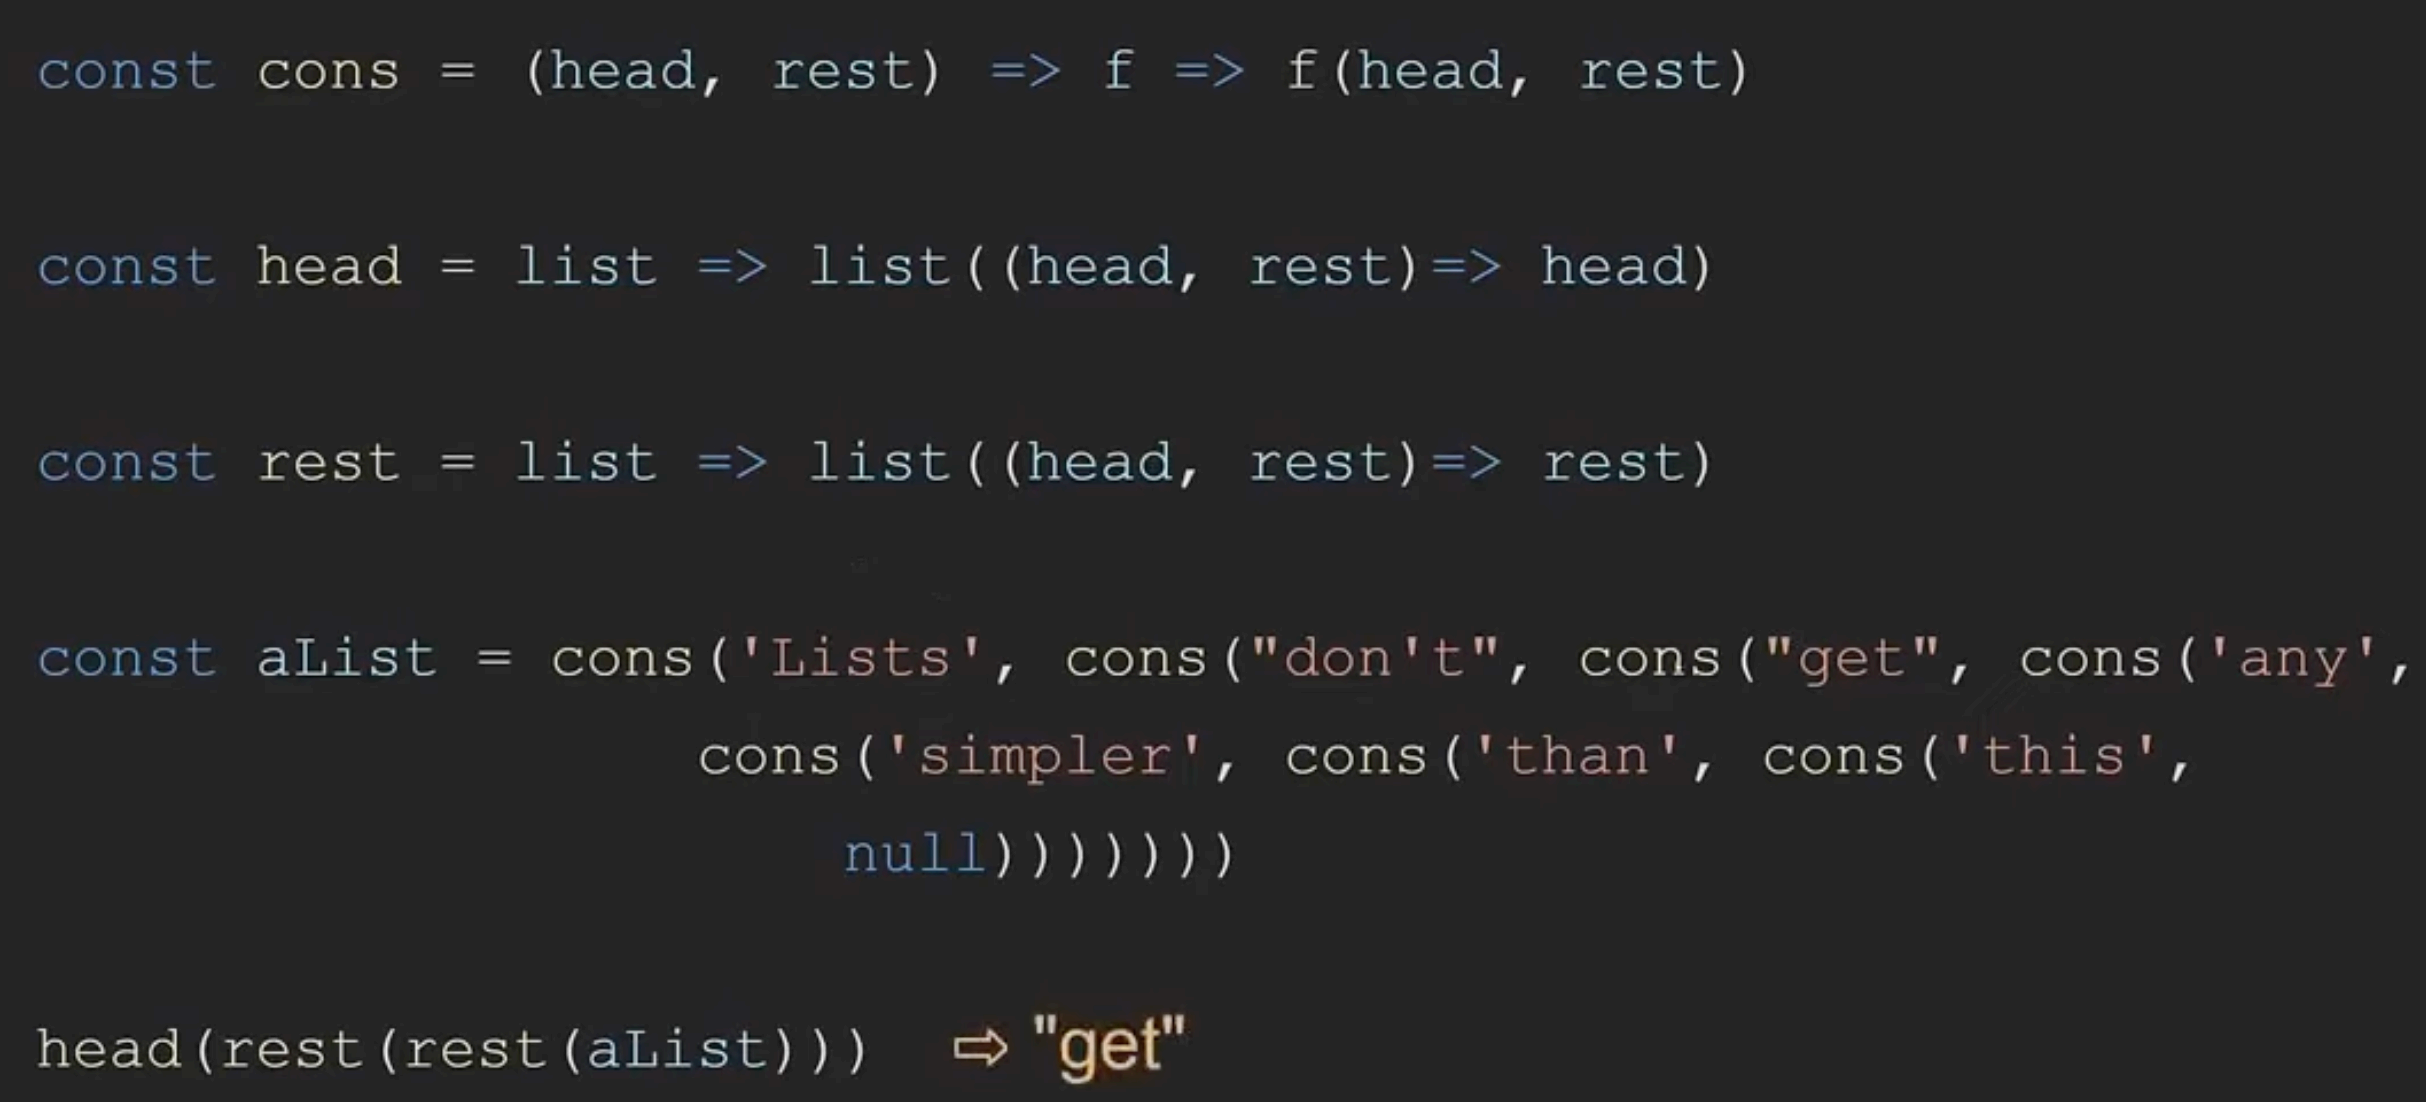 const cons = (head, rest) => f => f(head, rest)
const head = list => list((head, rest)=> head)
const rest = list => list((head, rest)=> rest)
const aList = cons('Lists', cons("don't", cons("get", cons('any',
cons('simpler', cons('than', cons('this',
null)))))))
head(rest(rest(aList))) ⇨ "get"